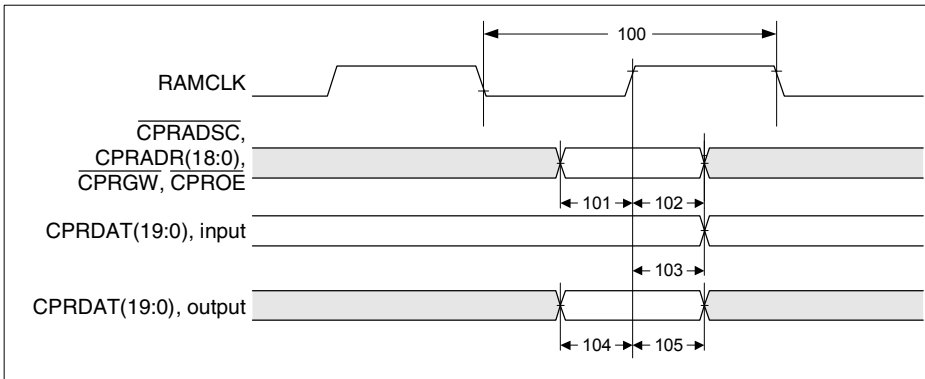 100
RAMCLK
CPRADSC,
CPRADR(18:0),
CPRGW, CPROE
101 102
CPRDAT(19:0), input
103
CPRDAT(19:0), output
104 105